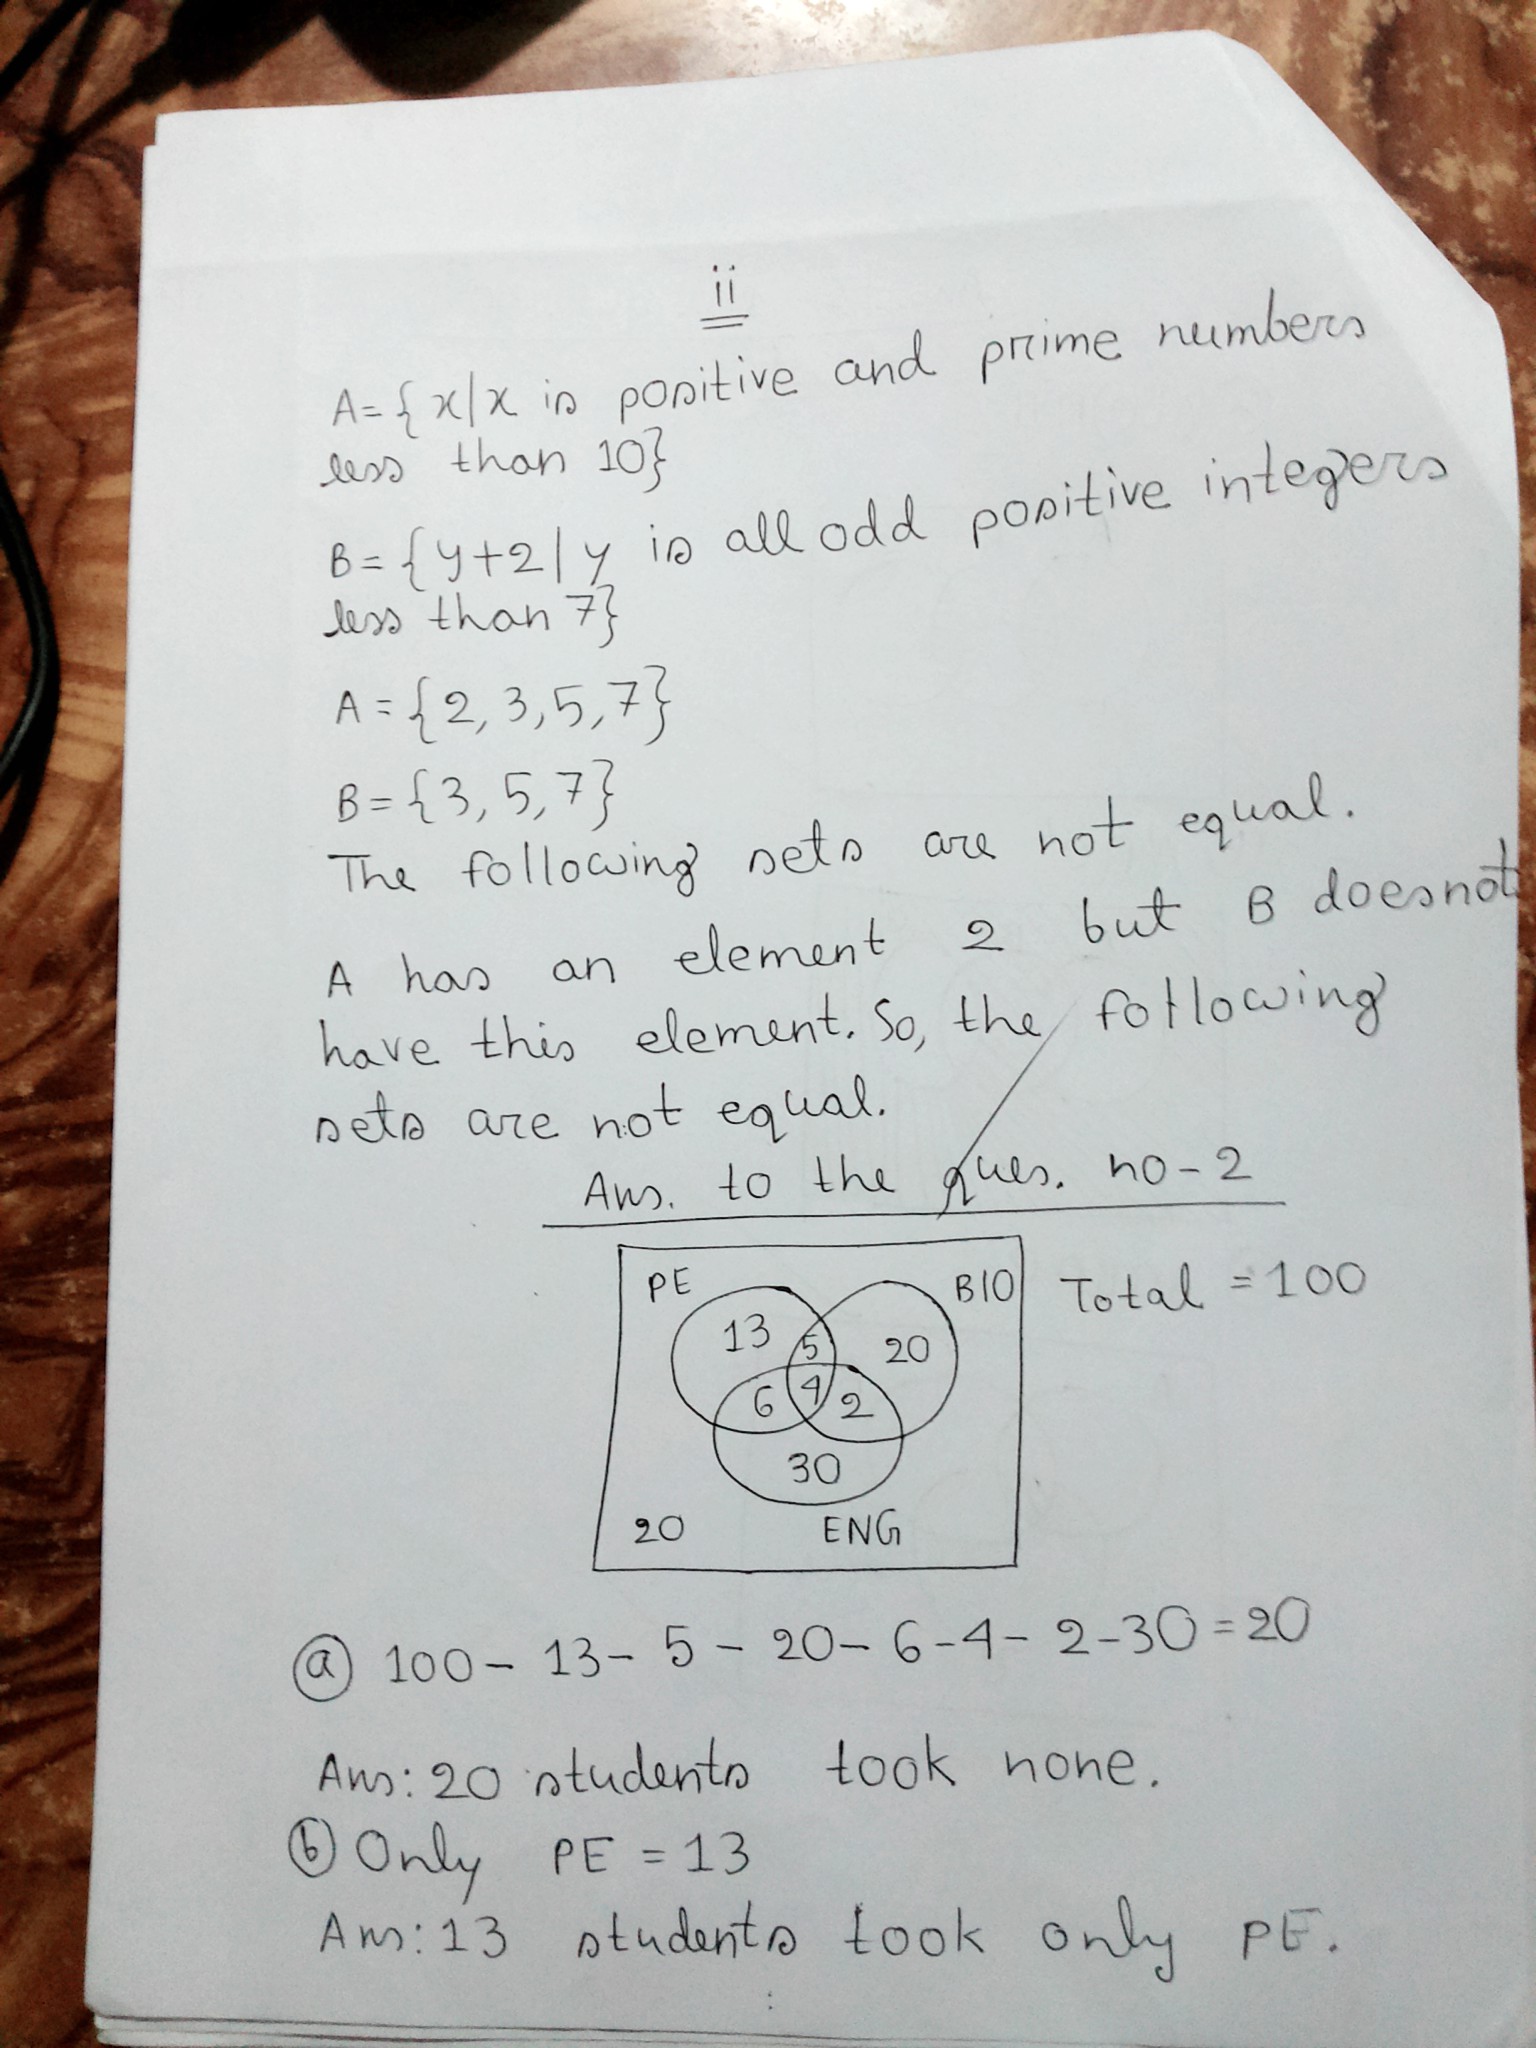 ii
A={x|x is positive and prime numbers
less than 10}
B={y+2|y is all odd positive integers
less than 7}
A={2,3,5,7}
B={3,5,7}
The following sets are not equal.
A has an element 2 but B doesnot
have this element. So, the following
sets are not equal.
Ans. to the ques. no-2
PE
BIO
Total = 100
13
5
20
6
4
2
30
20
ENG
(a) 100- 13- 5 - 20- 6-4- 2-30=20
Ans: 20 students took none.
(b) Only PE = 13
Ans: 13 students took only PE.